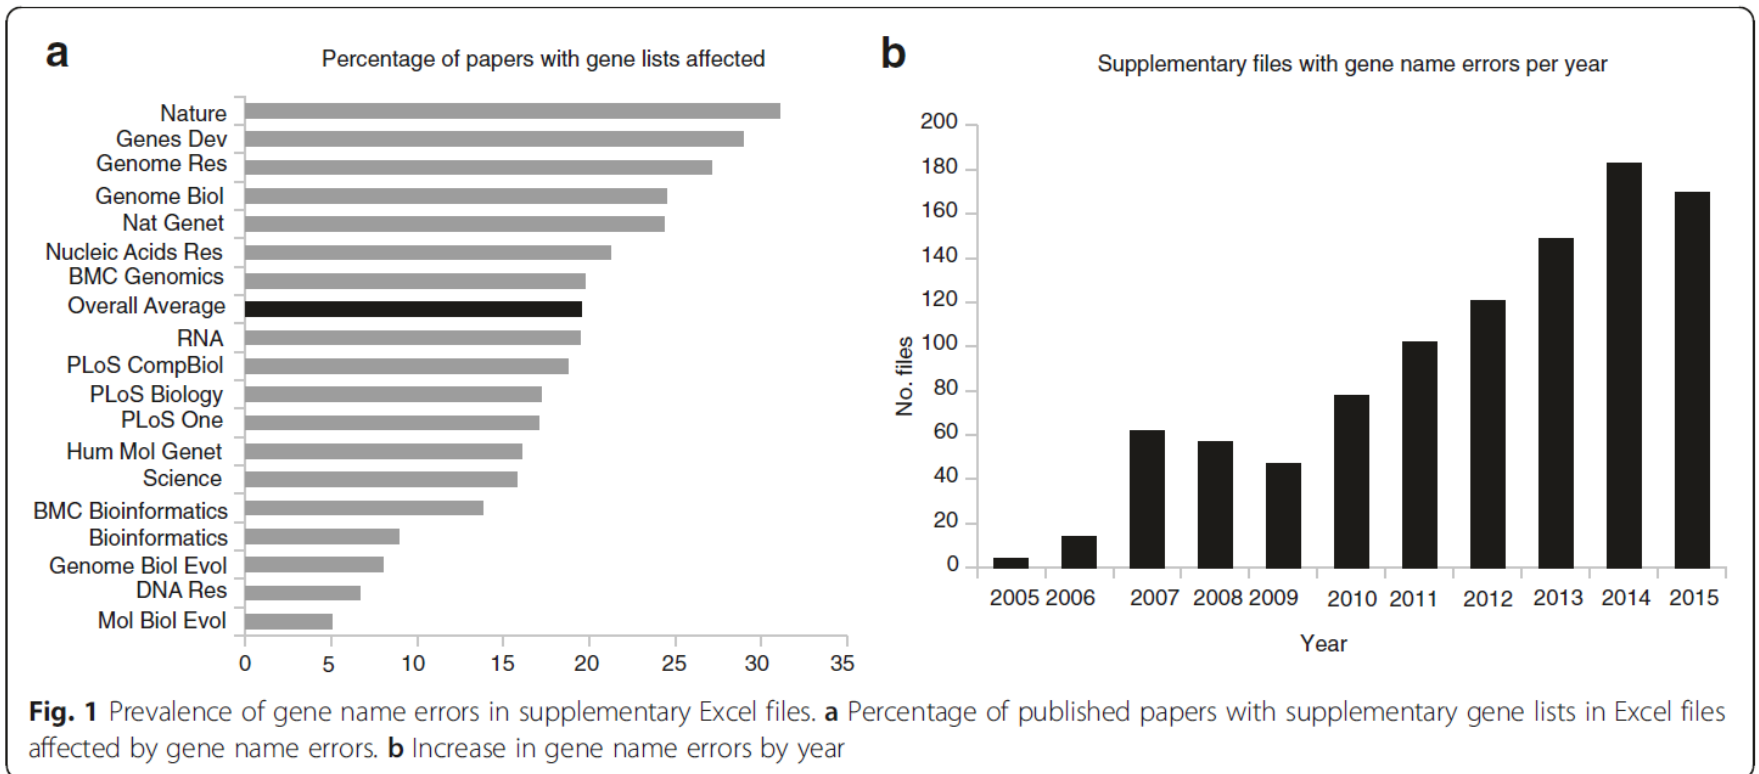 a
Percentage of papers with gene lists affected
Nature
Genes Dev
Genome Res
Genome Biol
Nat Genet
Nucleic Acids Res
BMC Genomics
Overall Average
RNA
PLoS CompBiol
PLoS Biology
PLoS One
Hum Mol Genet
Science
BMC Bioinformatics
Bioinformatics
Genome Biol Evol
DNA Res
Mol Biol Evol
0 5 10 15 20 25 30 35
b
Supplementary files with gene name errors per year
200
180
160
140
120
100
80
60
40
20
0
No. files
2005 2006 2007 2008 2009 2010 2011 2012 2013 2014 2015
Year
Fig. 1 Prevalence of gene name errors in supplementary Excel files. a Percentage of published papers with supplementary gene lists in Excel files
affected by gene name errors. b Increase in gene name errors by year